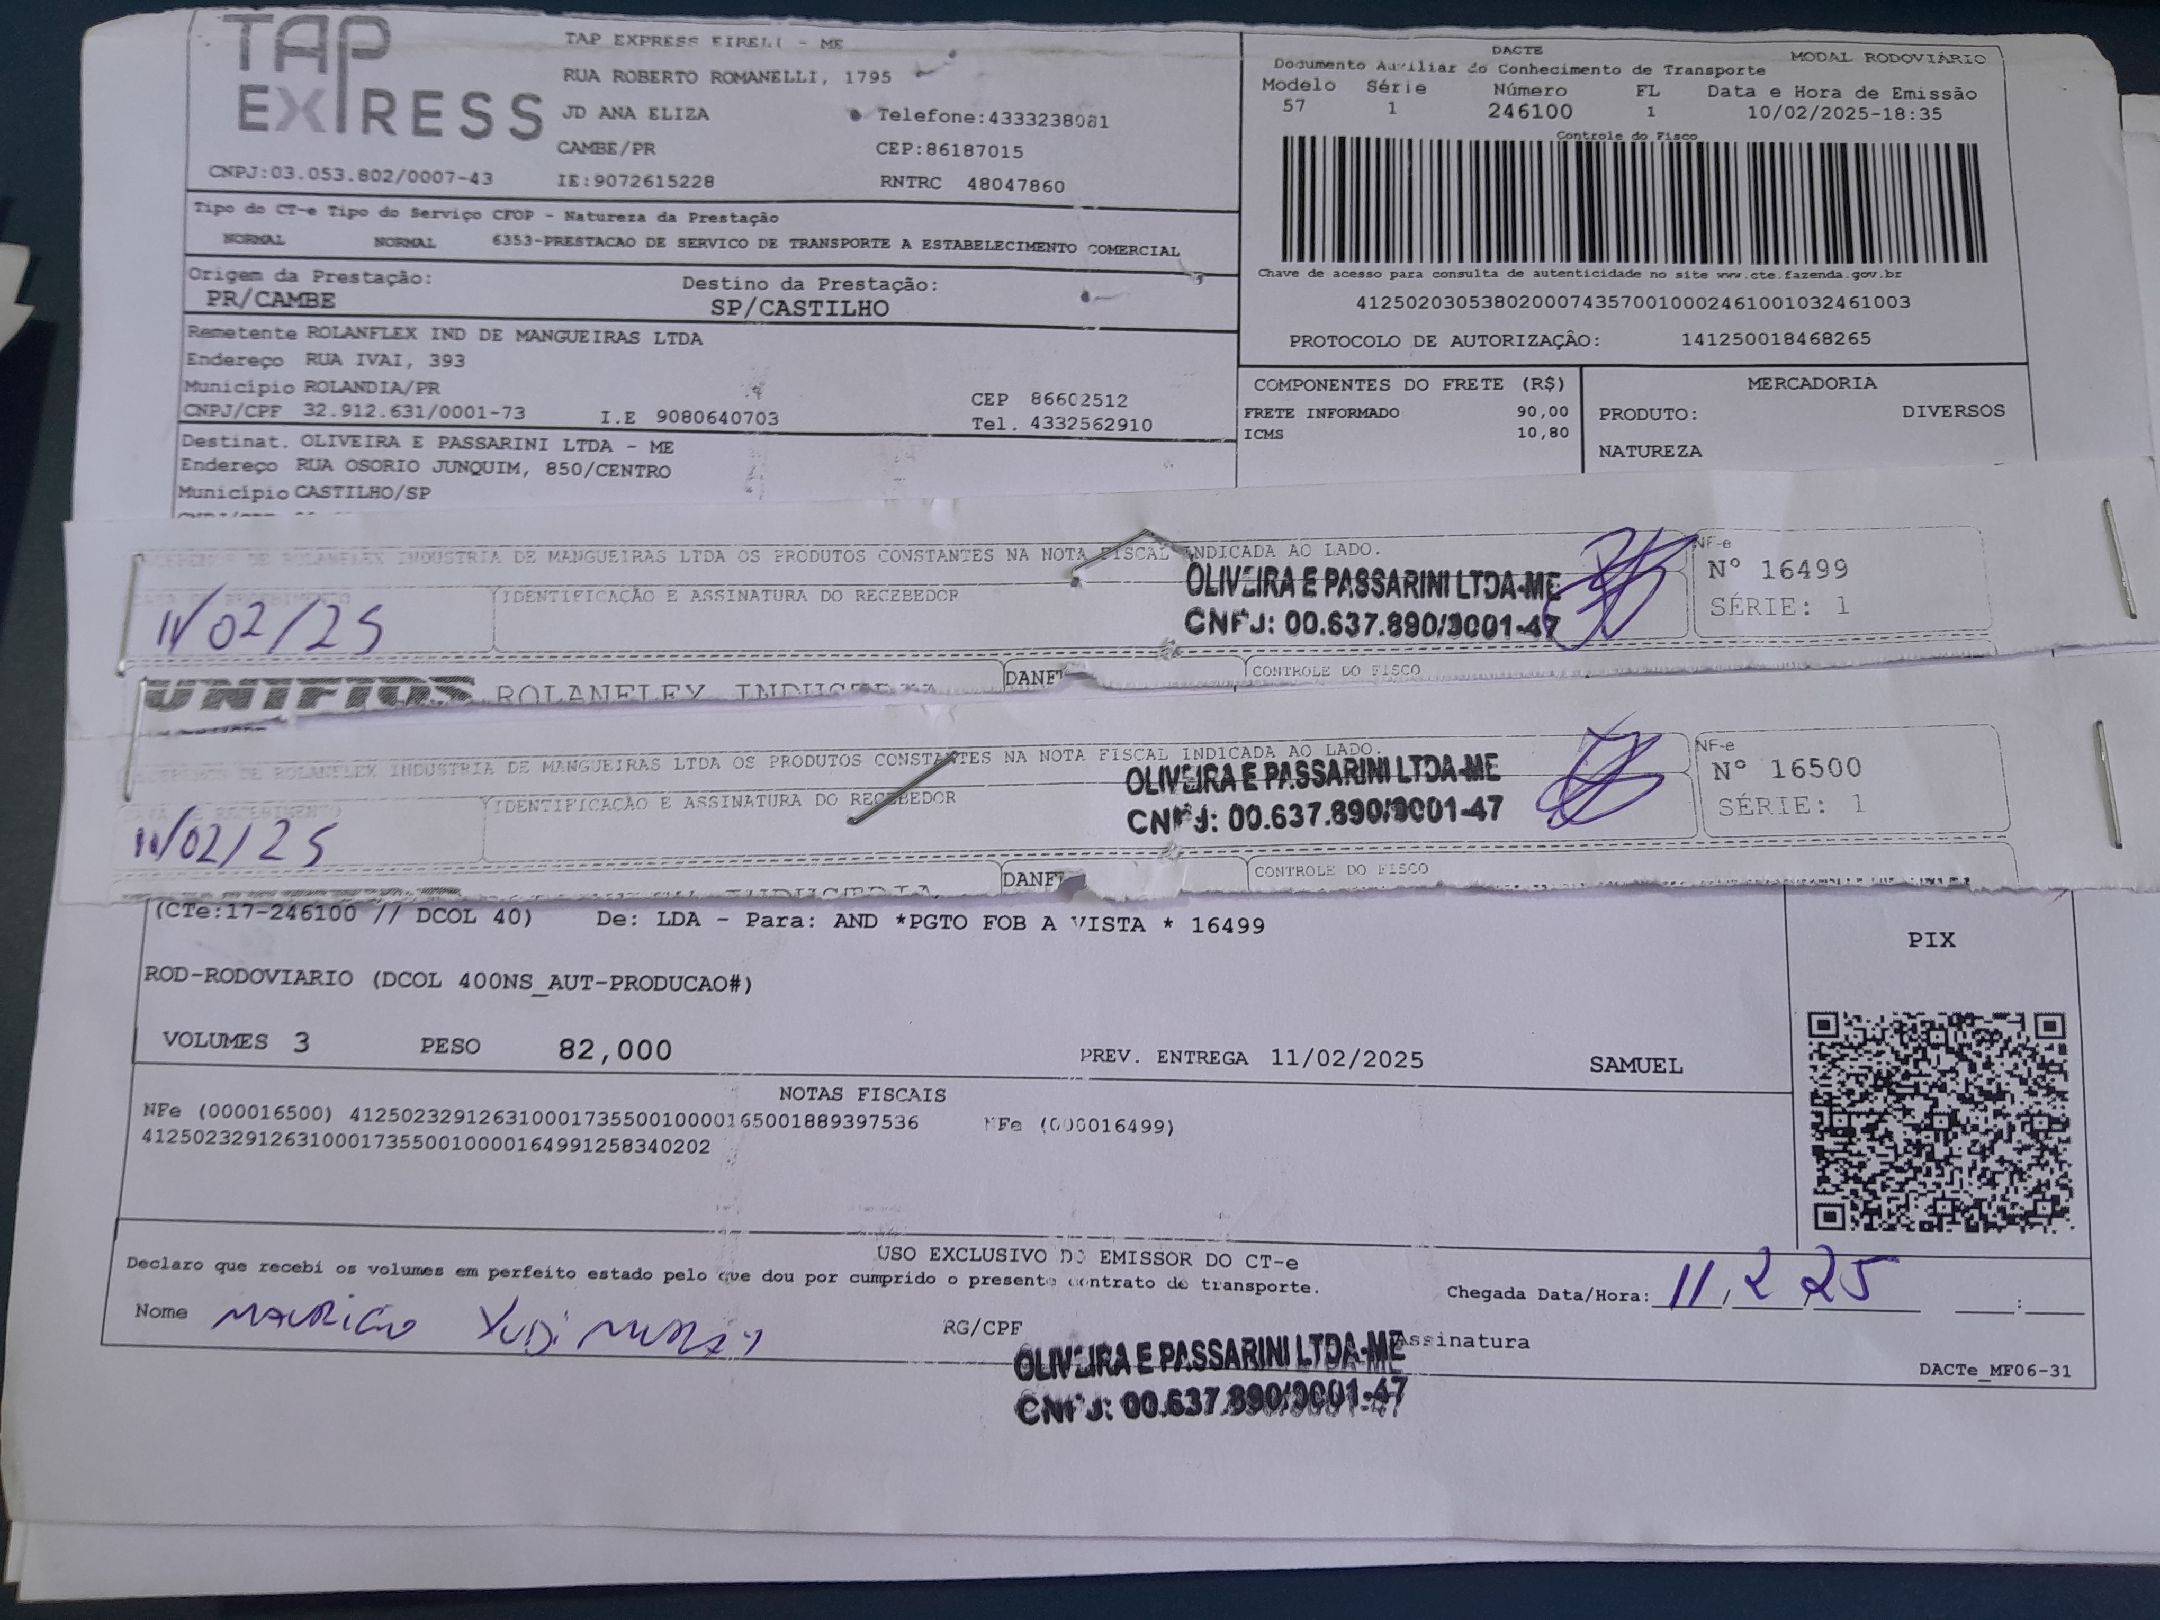 TAP
EXPRESS
TAP EXPRESS EIRELI - ME
RUA ROBERTO ROMANELLI, 1795
JD ANA ELIZA
Telefone:4333238081
CAMBE/PR
CEP:86187015
CNPJ:03.053.802/0007-43
IE:9072615228
RNTRC 48047860
DACTE
MODAL RODOVIÁRIO
Documento Auxiliar do Conhecimento de Transporte
Modelo Série Número FL Data e Hora de Emissão
57 1 246100 1 10/02/2025-18:35
Controle do Fisco
Tipo do CT-e Tipo do Serviço CFOP - Natureza da Prestação
NORMAL NORMAL 6353-PRESTACAO DE SERVICO DE TRANSPORTE A ESTABELECIMENTO COMERCIAL
Origem da Prestação: Destino da Prestação:
PR/CAMBE SP/CASTILHO
Chave de acesso para consulta de autenticidade no site www.cte.fazenda.gov.br
41250203053802000743570010002461001032461003
PROTOCOLO DE AUTORIZAÇÃO: 141250018468265
Remetente ROLANFLEX IND DE MANGUEIRAS LTDA
Endereço RUA IVAI, 393
Município ROLANDIA/PR
CEP 86602512
CNPJ/CPF 32.912.631/0001-73 I.E 9080640703
Tel. 4332562910
COMPONENTES DO FRETE (R$)
FRETE INFORMADO 90,00
ICMS 10,80
MERCADORIA
PRODUTO: DIVERSOS
NATUREZA
Destinat. OLIVEIRA E PASSARINI LTDA - ME
Endereço RUA OSORIO JUNQUIM, 850/CENTRO
Município CASTILHO/SP
DE ROLANFLEX INDUSTRIA DE MANGUEIRAS LTDA OS PRODUTOS CONSTANTES NA NOTA FISCAL INDICADA AO LADO.
IDENTIFICAÇÃO E ASSINATURA DO RECEBEDOR
11/02/25
OLIVEIRA E PASSARINI LTDA-ME
CNPJ: 00.637.890/0001-47
NF-e
Nº 16499
SÉRIE: 1
UNIFIOS ROLANFLEX INDUSTRIA
DANFE
CONTROLE DO FISCO
DE ROLANFLEX INDUSTRIA DE MANGUEIRAS LTDA OS PRODUTOS CONSTANTES NA NOTA FISCAL INDICADA AO LADO.
DATA DE RECEBIMENTO
IDENTIFICAÇÃO E ASSINATURA DO RECEBEDOR
11/02/25
OLIVEIRA E PASSARINI LTDA-ME
CNPJ: 00.637.890/0001-47
NF-e
Nº 16500
SÉRIE: 1
DANFE
CONTROLE DO FISCO
(CTe:17-246100 // DCOL 40) De: LDA - Para: AND *PGTO FOB A VISTA * 16499
PIX
ROD-RODOVIARIO (DCOL 400NS_AUT-PRODUCAO#)
VOLUMES 3 PESO 82,000 PREV. ENTREGA 11/02/2025 SAMUEL
NOTAS FISCAIS
NFe (000016500) 41250232912631000173550010000165001889397536 NFe (000016499)
41250232912631000173550010000164991258340202
USO EXCLUSIVO DO EMISSOR DO CT-e
Declaro que recebi os volumes em perfeito estado pelo que dou por cumprido o presente contrato de transporte.
Chegada Data/Hora: 11/2/25 :
Nome MAURICIO YUDI
RG/CPF
Assinatura
OLIVEIRA E PASSARINI LTDA-ME
CNPJ: 00.637.890/0001-47
DACTe_MF06-31